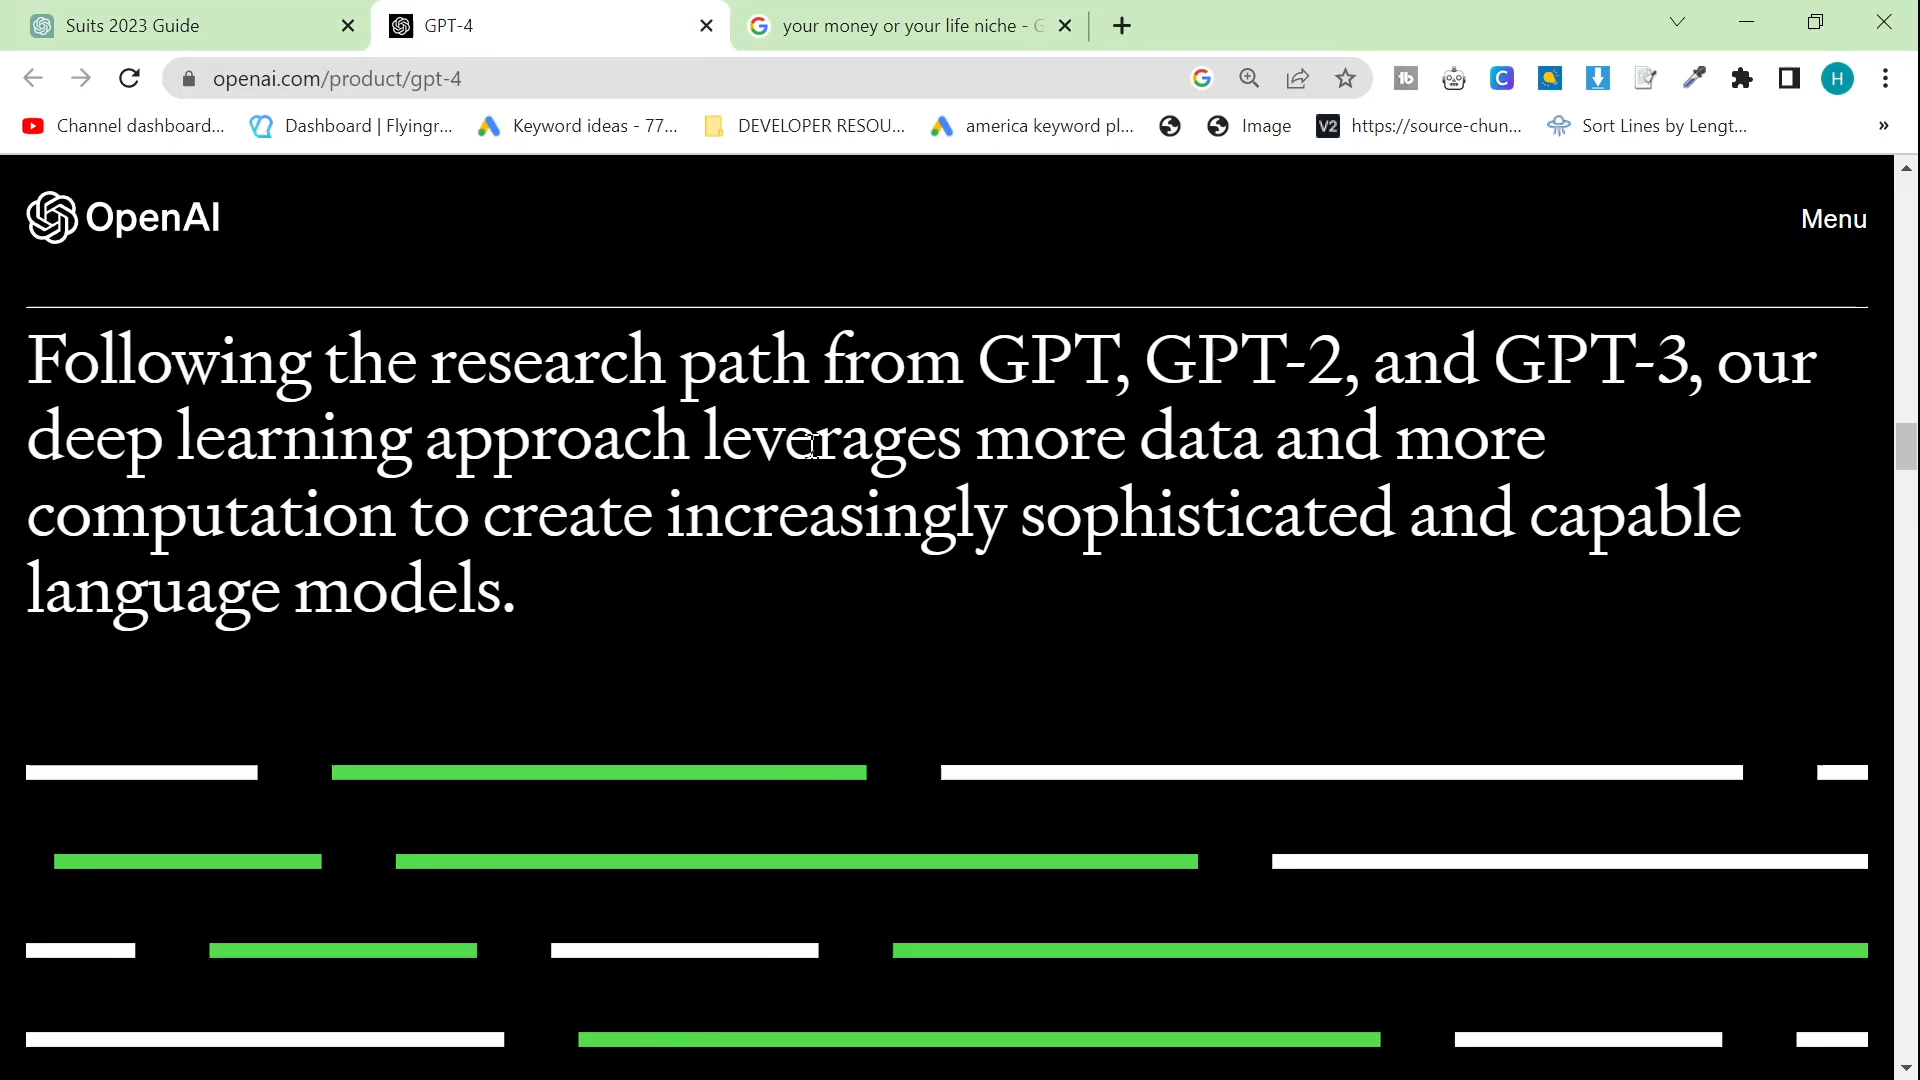 Suits 2023 Guide
GPT-4
your money or your life niche - G
openai.com/product/gpt-4
H
Channel dashboard...
Dashboard | Flyingr...
Keyword ideas - 77...
DEVELOPER RESOU...
america keyword pl...
Image
V2
https://source-chun...
Sort Lines by Lengt...
»
OpenAI
Menu
Following the research path from GPT, GPT-2, and GPT-3, our
deep learning approach leverages more data and more
computation to create increasingly sophisticated and capable
language models.